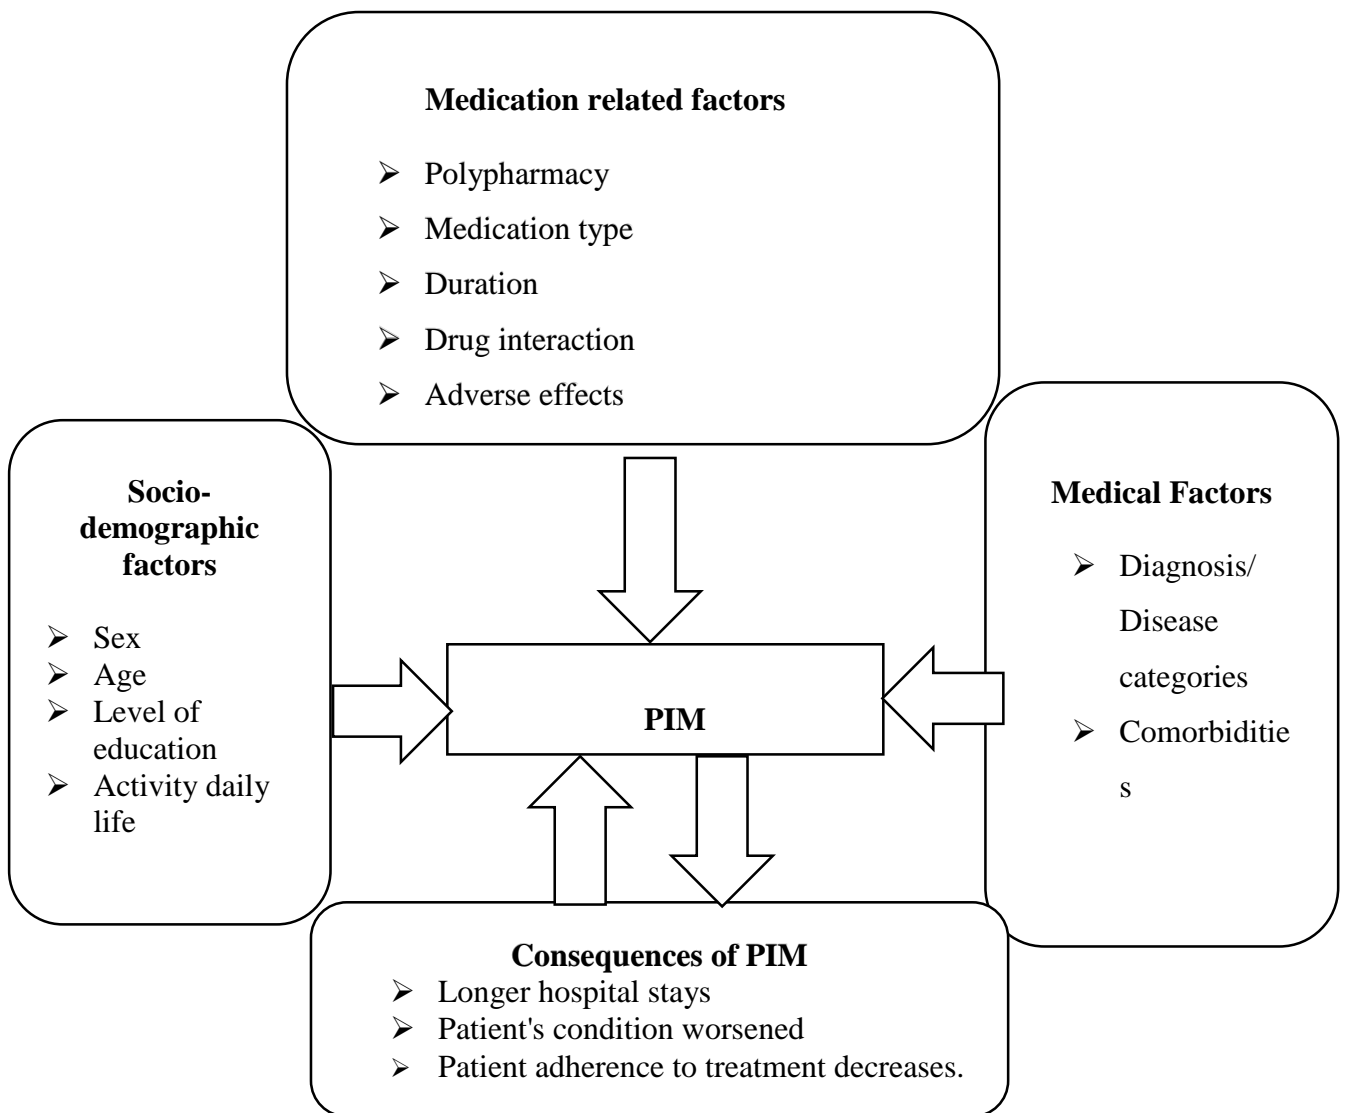 Medication related factors
➢ Polypharmacy
➢ Medication type
➢ Duration
➢ Drug interaction
➢ Adverse effects
Socio-
demographic
factors
➢ Sex
➢ Age
➢ Level of
education
➢ Activity daily
life
Medical Factors
➢ Diagnosis/
Disease
categories
➢ Comorbiditie
s
PIM
Consequences of PIM
➢ Longer hospital stays
➢ Patient's condition worsened
➢ Patient adherence to treatment decreases.